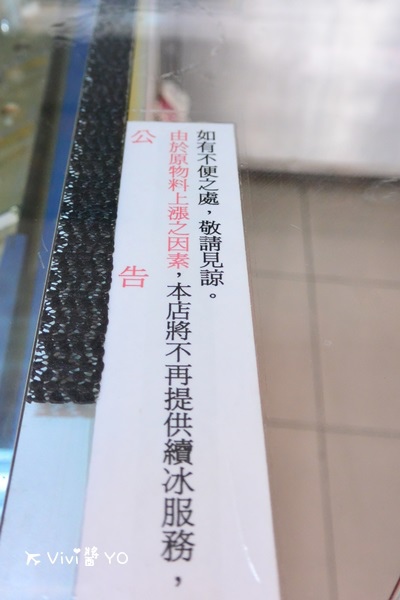 如有不便之處，敬請見諒。
由於原物料上漲之因素，本店將不再提供續冰服務，
公告
Vivi醬YO